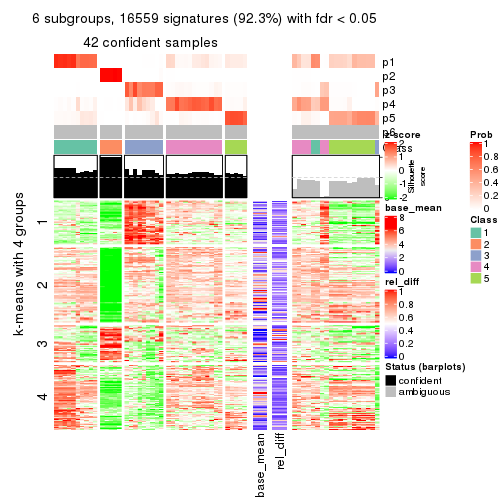 6 subgroups, 16559 signatures (92.3%) with fdr < 0.05
42 confident samples
p1
p2
p3
p4
p5
p6
Class
z-score
2
1
0
-1
-2
Silhouette
score
Prob
1
0.8
0.6
0.4
0.2
0
Class
1
2
3
4
5
base_mean
8
6
4
2
0
rel_diff
1
0.8
0.6
0.4
0.2
0
Status (barplots)
confident
ambiguous
k-means with 4 groups
1
2
3
4
base_mean
rel_diff